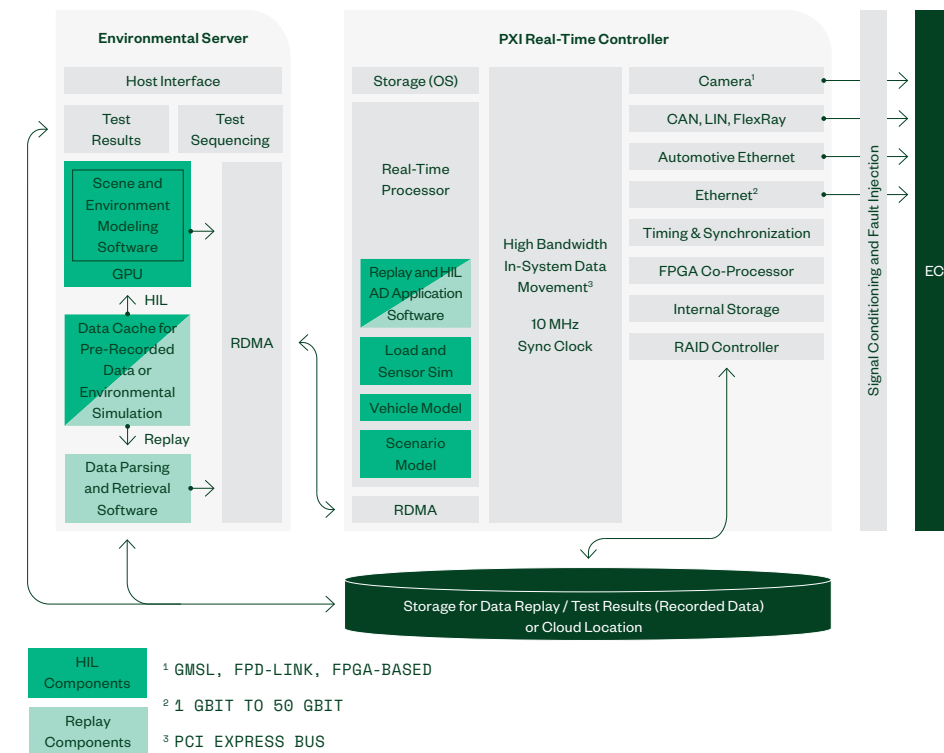 Environmental Server
Host Interface
Test
Results
Test
Sequencing
Scene and
Environment
Modeling
Software
GPU
HIL
Data Cache for
Pre-Recorded
Data or
Environmental
Simulation
Replay
Data Parsing
and Retrieval
Software
RDMA
PXI Real-Time Controller
Storage (OS)
Real-Time
Processor
Replay and HIL
AD Application
Software
Load and
Sensor Sim
Vehicle Model
Scenario
Model
RDMA
High Bandwidth
In-System Data
Movement³
10 MHz
Sync Clock
Camera¹
CAN, LIN, FlexRay
Automotive Ethernet
Ethernet²
Timing & Synchronization
FPGA Co-Processor
Internal Storage
RAID Controller
Signal Conditioning and Fault Injection
EC
Storage for Data Replay / Test Results (Recorded Data)
or Cloud Location
HIL
Components
Replay
Components
¹ GMSL, FPD-LINK, FPGA-BASED
² 1 GBIT TO 50 GBIT
³ PCI EXPRESS BUS